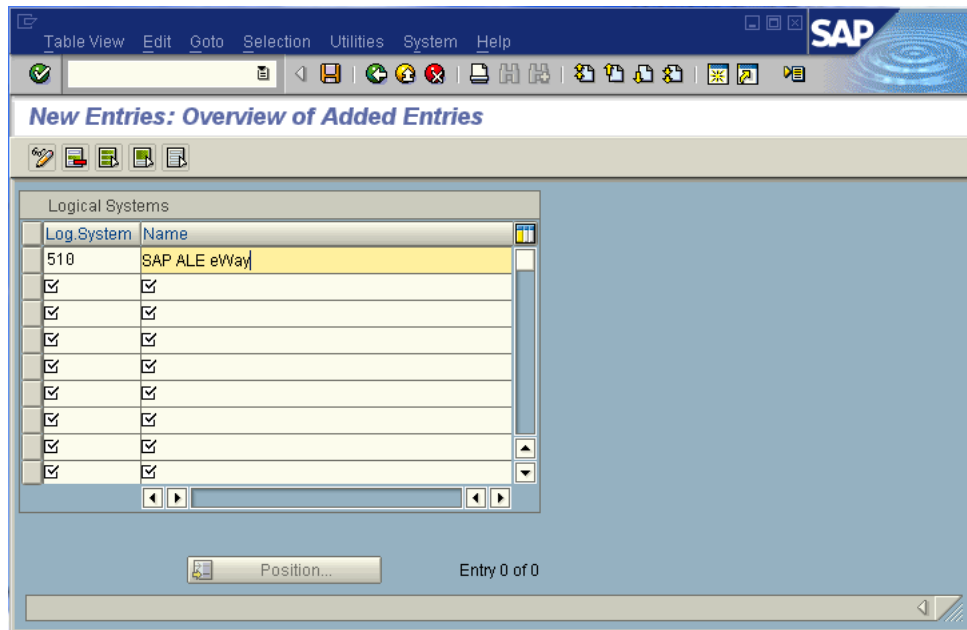 Table View Edit Goto Selection Utilities System Help
SAP
New Entries: Overview of Added Entries
Logical Systems
Log.System Name
510 SAP ALE eWay
Position... Entry 0 of 0